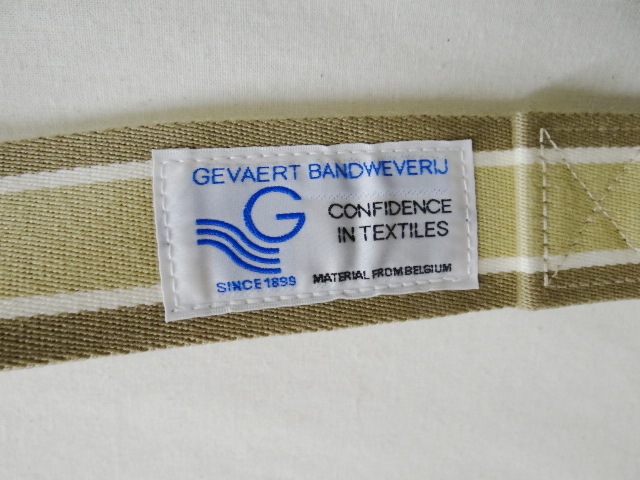 GEVAERT BANDWEVERIJ
G
CONFIDENCE
IN TEXTILES
SINCE 1899
MATERIAL FROM BELGIUM